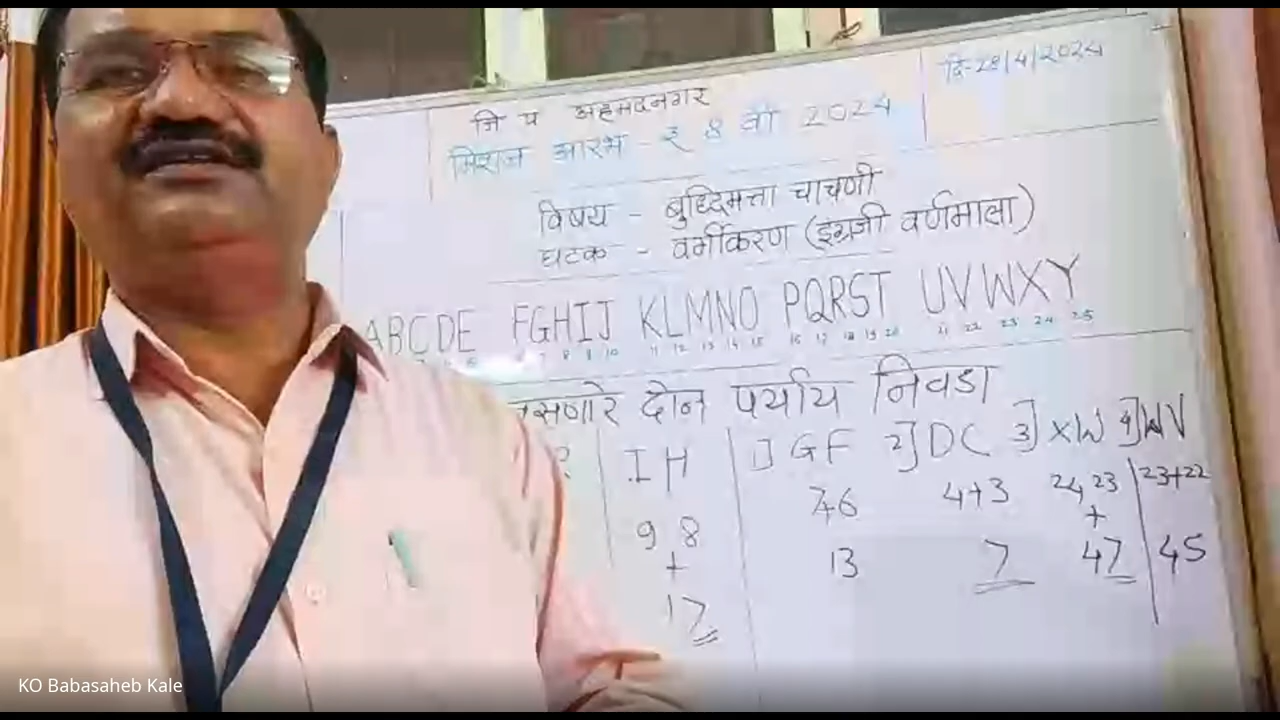 जि प अहमदनगर
मिशन आरंभ - इ 8 वी 2024
दि-28/4/2024
विषय - बुध्दिमत्ता चाचणी
घटक - वर्गीकरण (इंग्रजी वर्णमाला)
ABCDE FGHIJ KLMNO PQRST UVWXY
7 8 9 10 11 12 13 14 15 16 17 18 19 20 21 22 23 24 25
दोन पर्याय निवडा
IH 1] GF 2] DC 3] XW 4] WV
9 8 7+6 4+3 24 23 23+22
+ +
17 13 7 47 45
KO Babasaheb Kale